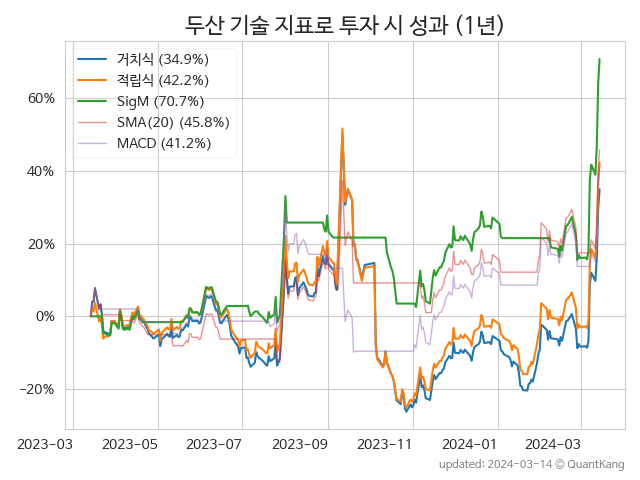 두산 기술 지표로 투자 시 성과 (1년)
거치식 (34.9%)
적립식 (42.2%)
SigM (70.7%)
SMA(20) (45.8%)
MACD (41.2%)
60%
40%
20%
0%
−20%
2023-03 2023-05 2023-07 2023-09 2023-11 2024-01 2024-03
updated: 2024-03-14 © QuantKang